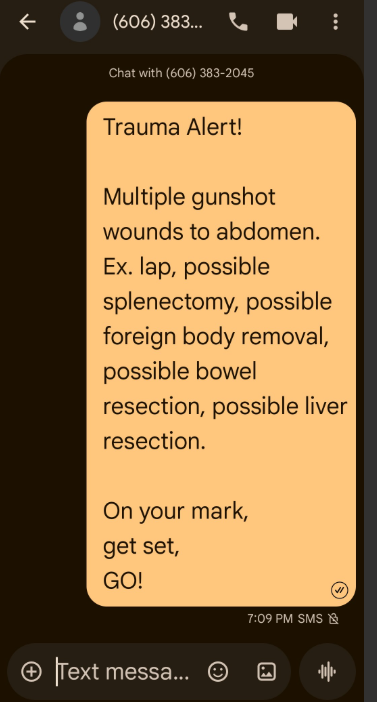 (606) 383...
Chat with (606) 383-2045
Trauma Alert!
Multiple gunshot
wounds to abdomen.
Ex. lap, possible
splenectomy, possible
foreign body removal,
possible bowel
resection, possible liver
resection.
On your mark,
get set,
GO!
7:09 PM SMS
Text messa...